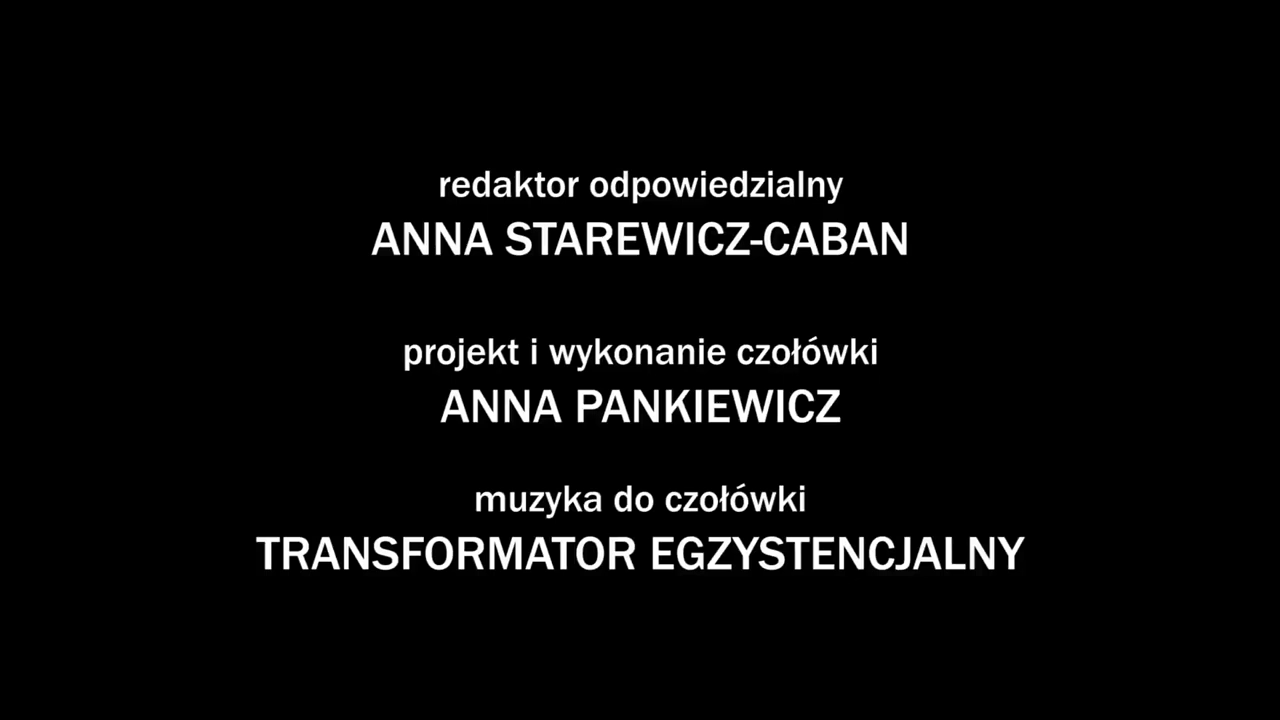 redaktor odpowiedzialny
ANNA STAREWICZ-CABAN
projekt i wykonanie czołówki
ANNA PANKIEWICZ
muzyka do czołówki
TRANSFORMATOR EGZYSTENCJALNY